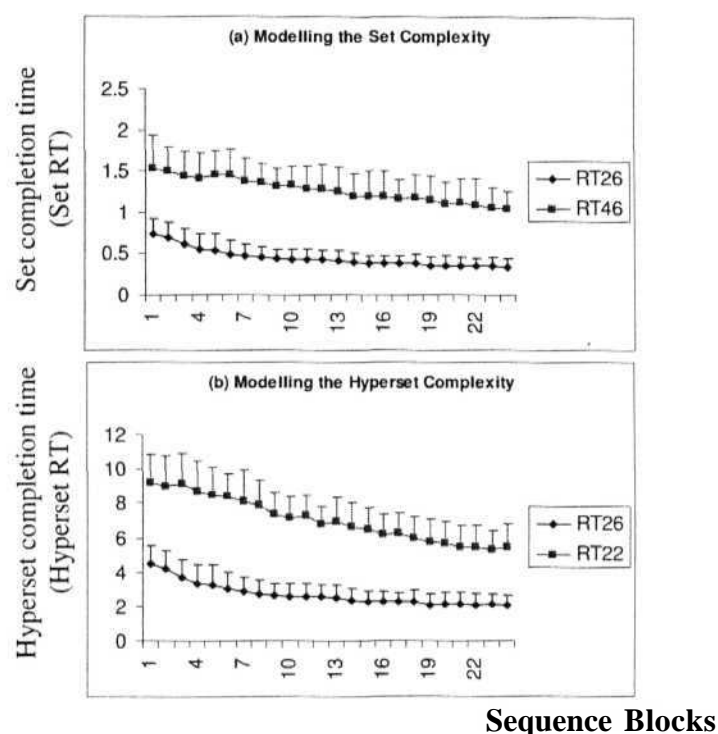 (a) Modelling the Set Complexity
Set completion time
(Set RT)
2.5
2
1.5
1
0.5
0
1
4
7
10
13
16
19
22
RT26
RT46
(b) Modelling the Hyperset Complexity
Hyperset completion time
(Hyperset RT)
12
10
8
6
4
2
0
1
4
7
10
13
16
19
22
RT26
RT22
Sequence Blocks